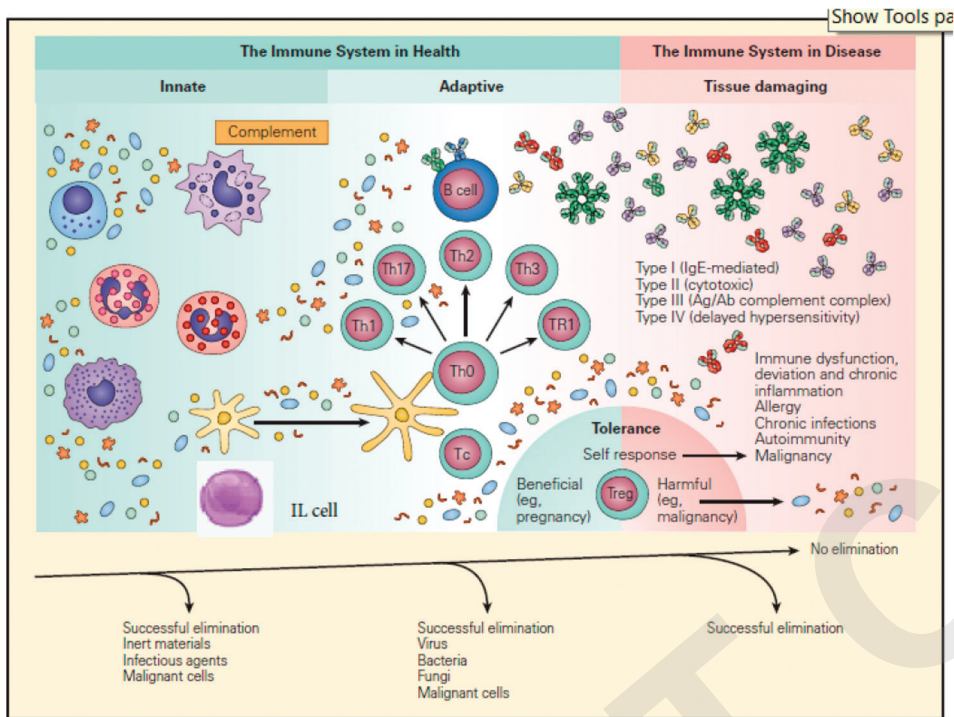 Show Tools pa
The Immune System in Health
The Immune System in Disease
Innate
Adaptive
Tissue damaging
Complement
B cell
Th17
Th2
Th3
Th1
TR1
Th0
Tc
IL cell
Type I (IgE-mediated)
Type II (cytotoxic)
Type III (Ag/Ab complement complex)
Type IV (delayed hypersensitivity)
Immune dysfunction,
deviation and chronic
inflammation
Allergy
Chronic infections
Autoimmunity
Malignancy
Tolerance
Self response
Beneficial
(eg,
pregnancy)
Treg
Harmful
(eg,
malignancy)
No elimination
Successful elimination
Inert materials
Infectious agents
Malignant cells
Successful elimination
Virus
Bacteria
Fungi
Malignant cells
Successful elimination
T C